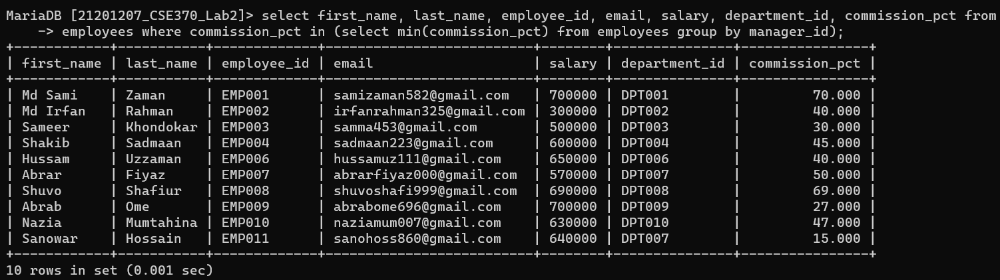 MariaDB [21201207_CSE370_Lab2]> select first_name, last_name, employee_id, email, salary, department_id, commission_pct from
    -> employees where commission_pct in (select min(commission_pct) from employees group by manager_id);
+------------+-----------+-------------+--------------------------+--------+---------------+----------------+
| first_name | last_name | employee_id | email                    | salary | department_id | commission_pct |
+------------+-----------+-------------+--------------------------+--------+---------------+----------------+
| Md Sami    | Zaman     | EMP001      | samizaman582@gmail.com   | 700000 | DPT001        |         70.000 |
| Md Irfan   | Rahman    | EMP002      | irfanrahman325@gmail.com | 300000 | DPT002        |         40.000 |
| Sameer     | Khondokar | EMP003      | samma453@gmail.com       | 500000 | DPT003        |         30.000 |
| Shakib     | Sadmaan   | EMP004      | sadmaan223@gmail.com     | 600000 | DPT004        |         45.000 |
| Hussam     | Uzzaman   | EMP006      | hussamuz111@gmail.com    | 650000 | DPT006        |         40.000 |
| Abrar      | Fiyaz     | EMP007      | abrarfiyaz000@gmail.com  | 570000 | DPT007        |         50.000 |
| Shuvo      | Shafiur   | EMP008      | shuvoshafi999@gmail.com  | 690000 | DPT008        |         69.000 |
| Abrab      | Ome       | EMP009      | abrabome696@gmail.com    | 700000 | DPT009        |         27.000 |
| Nazia      | Mumtahina | EMP010      | naziamum007@gmail.com    | 630000 | DPT010        |         47.000 |
| Sanowar    | Hossain   | EMP011      | sanohoss860@gmail.com    | 640000 | DPT007        |         15.000 |
+------------+-----------+-------------+--------------------------+--------+---------------+----------------+
10 rows in set (0.001 sec)